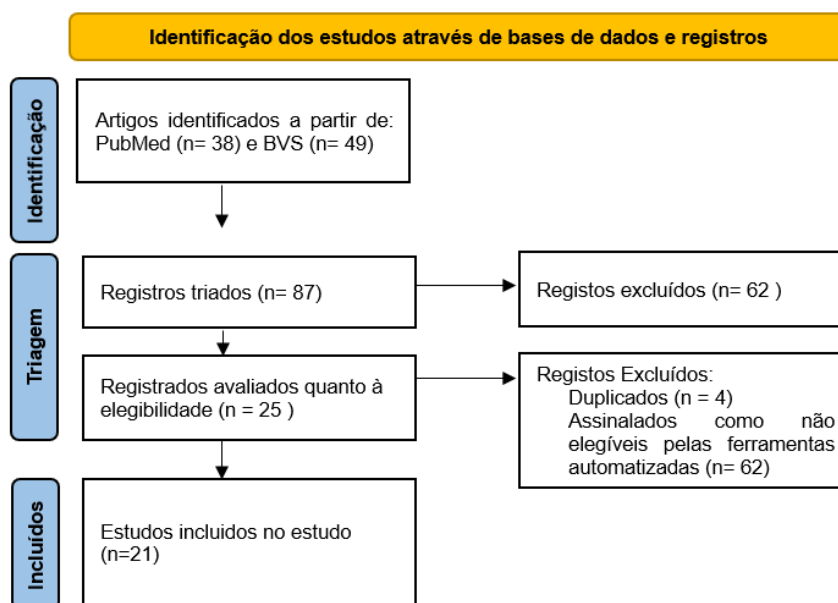 Identificação dos estudos através de bases de dados e registros
Identificação
Artigos identificados a partir de:
PubMed (n= 38) e BVS (n= 49)
Triagem
Registros triados (n= 87)
Registos excluídos (n= 62 )
Registrados avaliados quanto à
elegibilidade (n = 25 )
Registos Excluídos:
Duplicados (n = 4)
Assinalados como não
elegíveis pelas ferramentas
automatizadas (n= 62)
Incluídos
Estudos incluidos no estudo
(n=21)